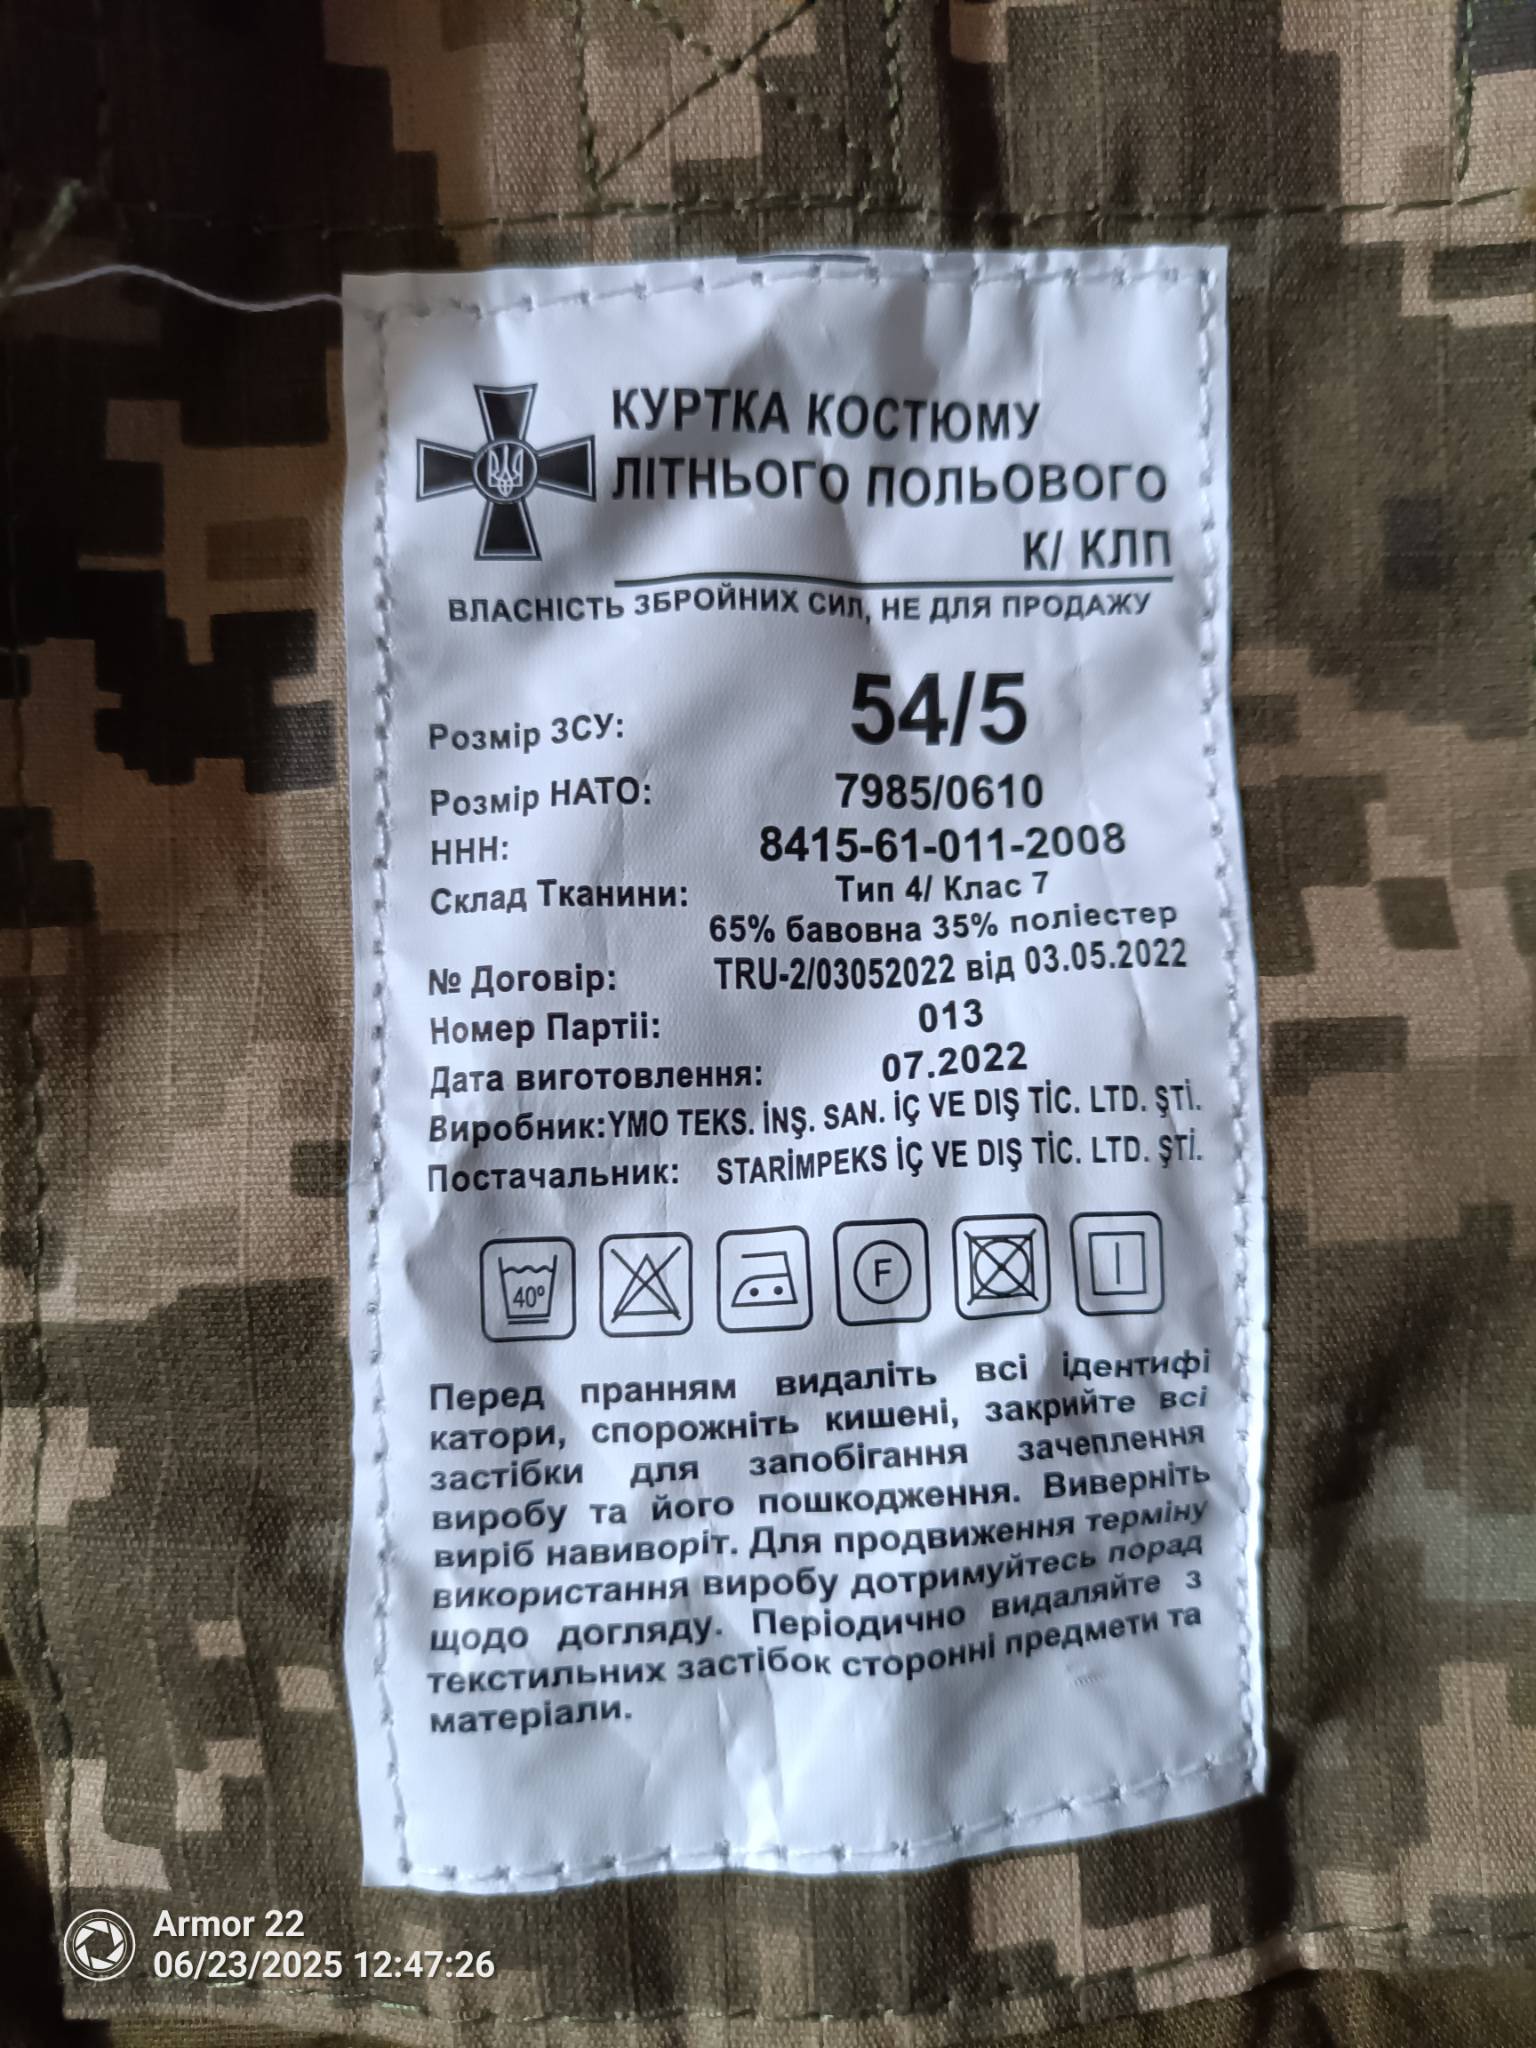 КУРТКА КОСТЮМУ
ЛІТНЬОГО ПОЛЬОВОГО
К/ КЛП
ВЛАСНІСТЬ ЗБРОЙНИХ СИЛ, НЕ ДЛЯ ПРОДАЖУ
Розмір ЗСУ: 54/5
Розмір НАТО: 7985/0610
ННН: 8415-61-011-2008
Склад Тканини: Тип 4/ Клас 7
65% бавовна 35% поліестер
№ Договір: TRU-2/03052022 від 03.05.2022
Номер Партіі: 013
Дата виготовлення: 07.2022
Виробник:YMO TEKS. İNŞ. SAN. İÇ VE DIŞ TİC. LTD. ŞTİ.
Постачальник: STARİMPEKS İÇ VE DIŞ TİC. LTD. ŞTİ.
40º F
Перед пранням видаліть всі ідентифі
катори, спорожніть кишені, закрийте всі
застібки для запобігання зачеплення
виробу та його пошкодження. Виверніть
виріб навиворіт. Для продвиження терміну
використання виробу дотримуйтесь порад
щодо догляду. Періодично видаляйте з
текстильних застібок сторонні предмети та
матеріали.
Armor 22
06/23/2025 12:47:26